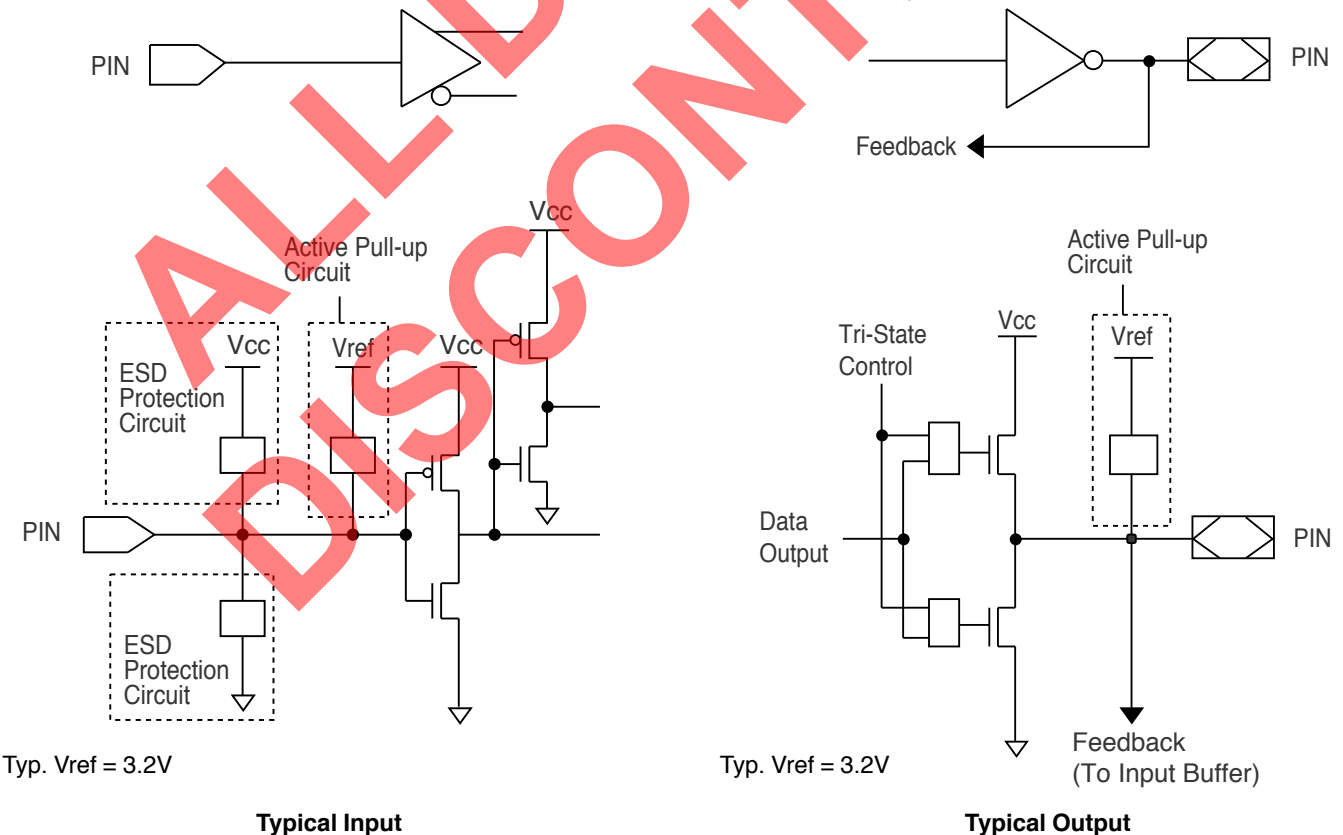 PIN
PIN
Feedback
ALL D
DISCONT
Vcc
Active Pull-up
Circuit
Vcc
Vref
Vcc
ESD
Protection
Circuit
PIN
ESD
Protection
Circuit
Typ. Vref = 3.2V
Typical Input
Active Pull-up
Circuit
Tri-State
Control
Vcc
Vref
Data
Output
PIN
Feedback
(To Input Buffer)
Typ. Vref = 3.2V
Typical Output